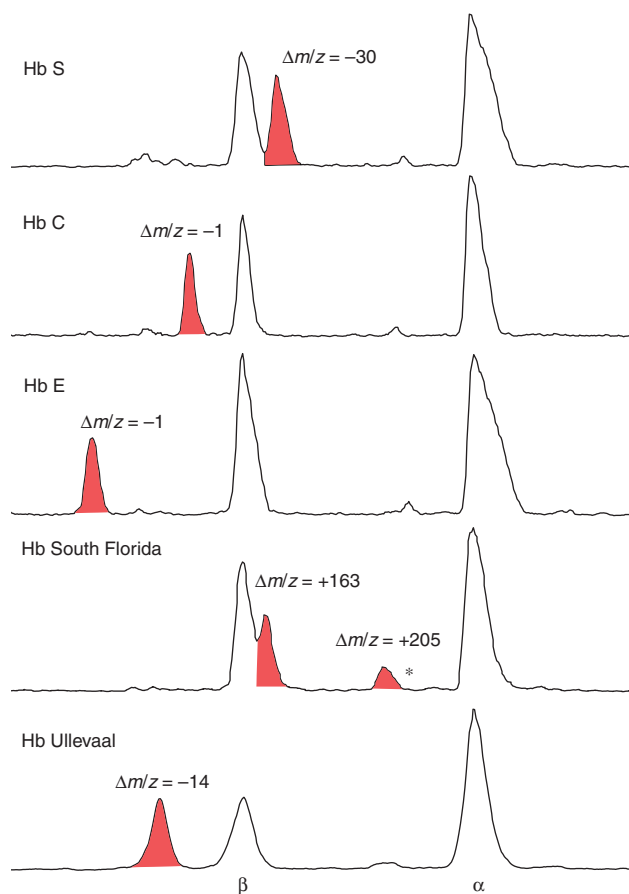 Hb S
Δm/z = –30
Hb C
Δm/z = –1
Hb E
Δm/z = –1
Hb South Florida
Δm/z = +163
Δm/z = +205
*
Hb Ullevaal
Δm/z = –14
β α